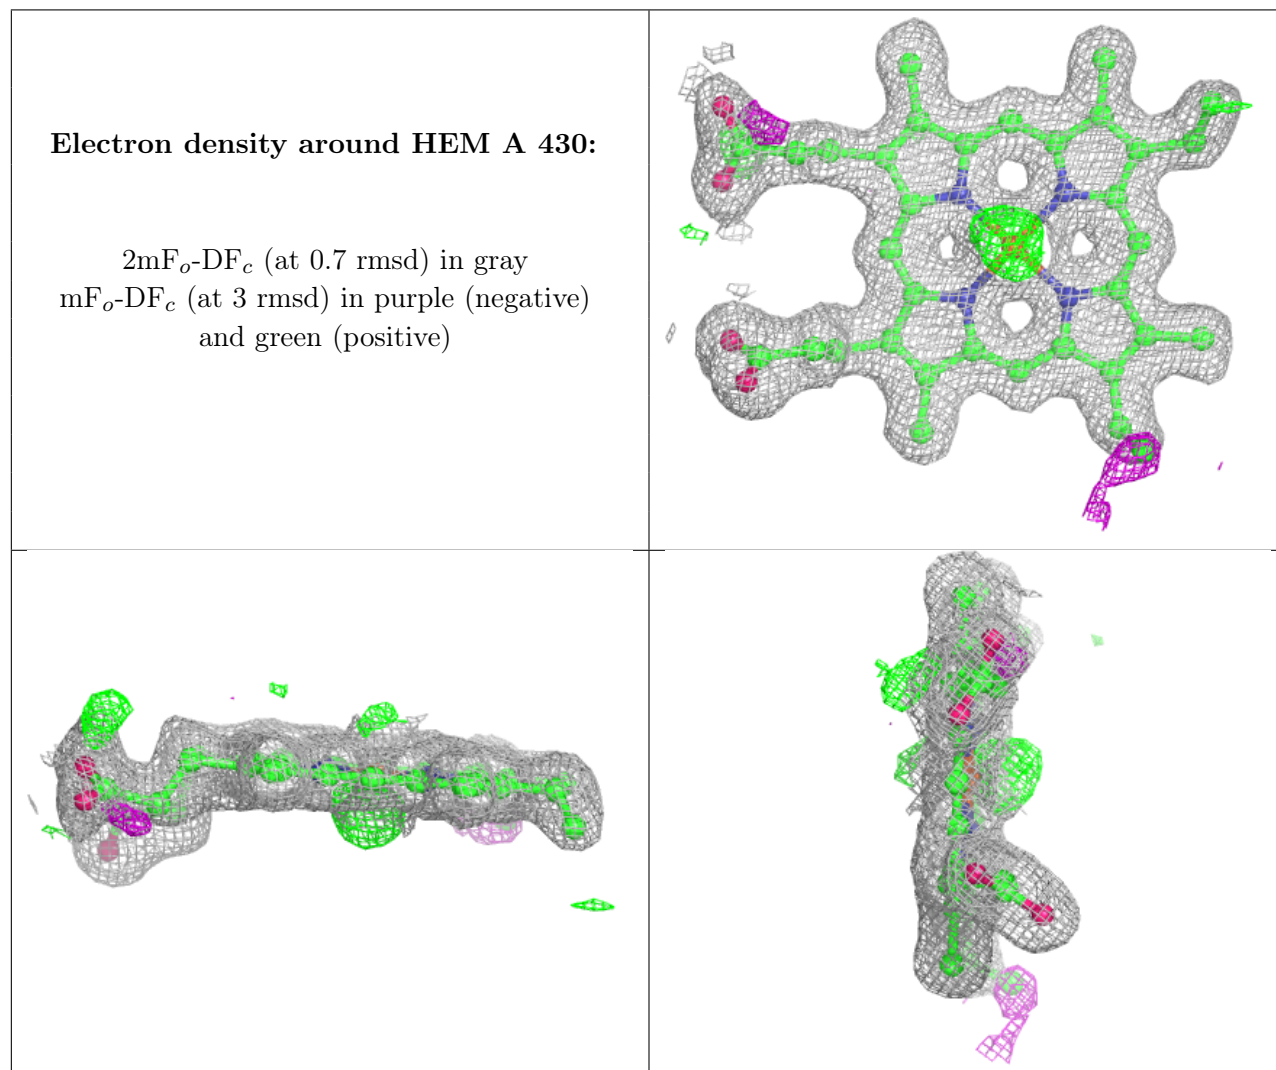 Electron density around HEM A 430:
2mFo-DFc (at 0.7 rmsd) in gray
mFo-DFc (at 3 rmsd) in purple (negative)
and green (positive)